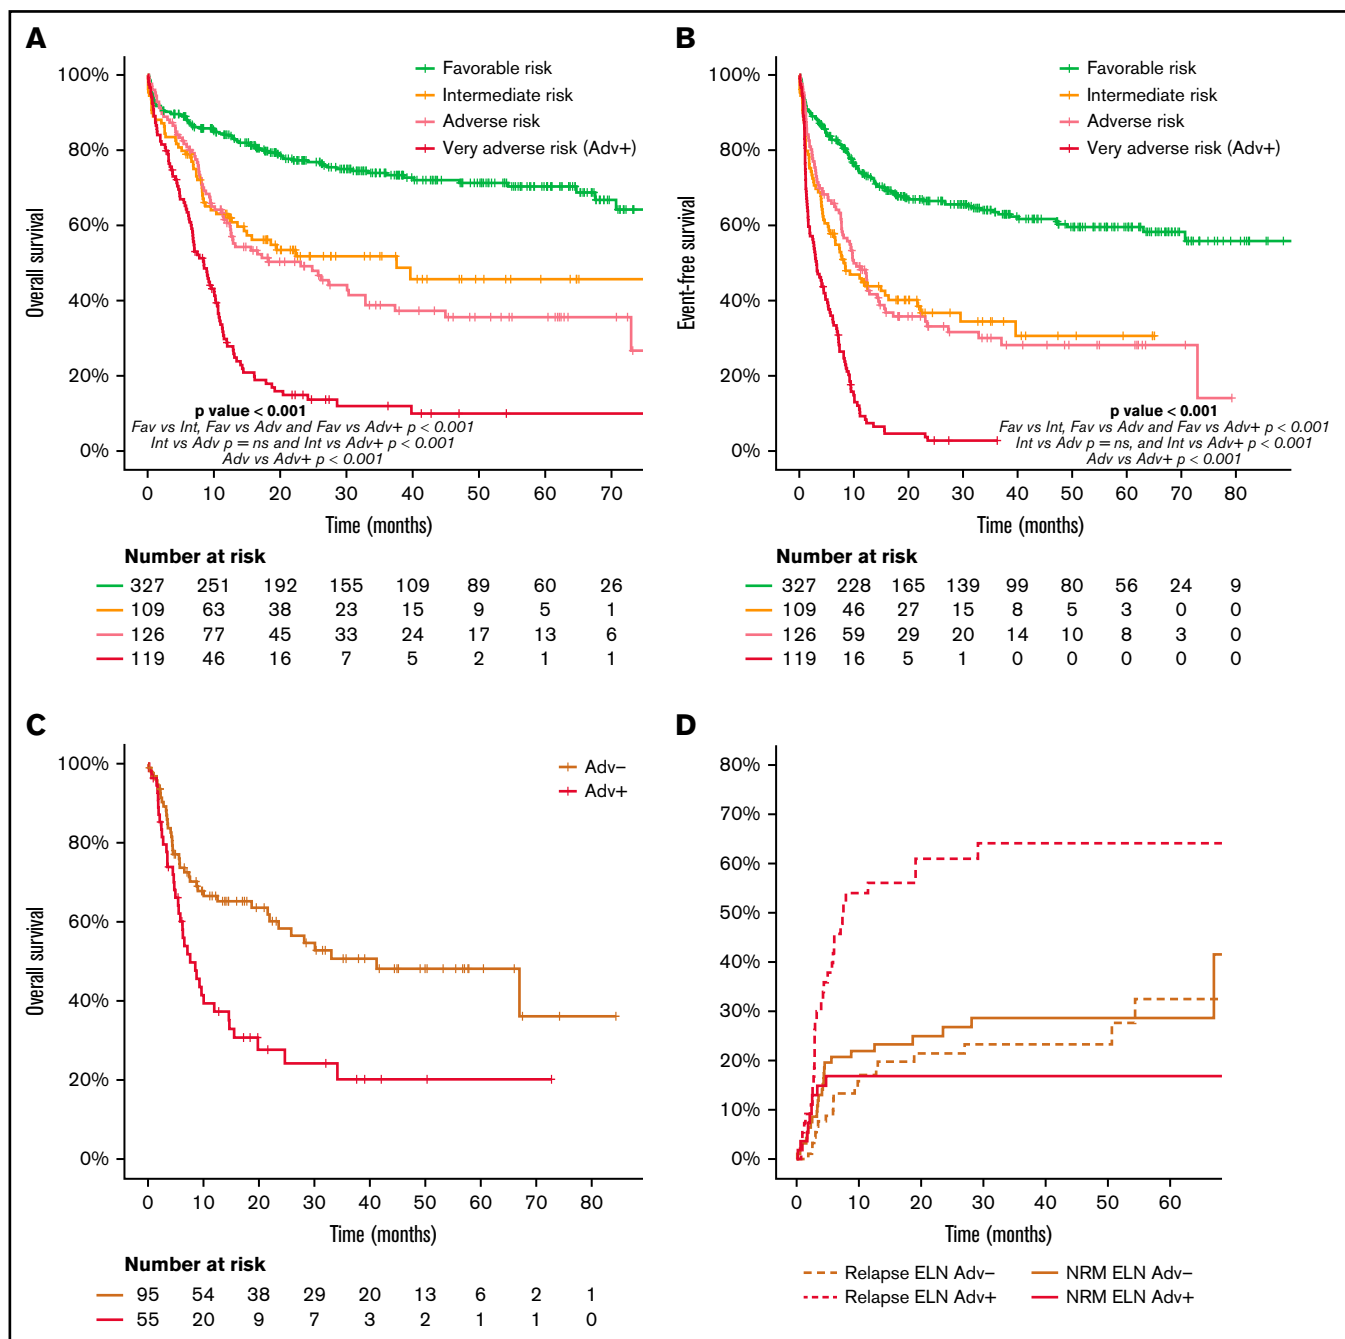 A
100%
80%
60%
40%
20%
0%
Overall survival
Favorable risk
Intermediate risk
Adverse risk
Very adverse risk (Adv+)
p value < 0.001
Fav vs Int, Fav vs Adv and Fav vs Adv+ p < 0.001
Int vs Adv p = ns and Int vs Adv+ p < 0.001
Adv vs Adv+ p < 0.001
0 10 20 30 40 50 60 70
Time (months)
Number at risk
327 251 192 155 109 89 60 26
109 63 38 23 15 9 5 1
126 77 45 33 24 17 13 6
119 46 16 7 5 2 1 1
B
100%
80%
60%
40%
20%
0%
Event-free survival
Favorable risk
Intermediate risk
Adverse risk
Very adverse risk (Adv+)
p value < 0.001
Fav vs Int, Fav vs Adv and Fav vs Adv+ p < 0.001
Int vs Adv p = ns, and Int vs Adv+ p < 0.001
Adv vs Adv+ p < 0.001
0 10 20 30 40 50 60 70 80
Time (months)
Number at risk
327 228 165 139 99 80 56 24 9
109 46 27 15 8 5 3 0 0
126 59 29 20 14 10 8 3 0
119 16 5 1 0 0 0 0 0
C
100%
80%
60%
40%
20%
0%
Overall survival
Adv−
Adv+
0 10 20 30 40 50 60 70 80
Time (months)
Number at risk
95 54 38 29 20 13 6 2 1
55 20 9 7 3 2 1 1 0
D
80%
70%
60%
50%
40%
30%
20%
10%
0%
0 10 20 30 40 50 60
Time (months)
Relapse ELN Adv−
NRM ELN Adv−
Relapse ELN Adv+
NRM ELN Adv+